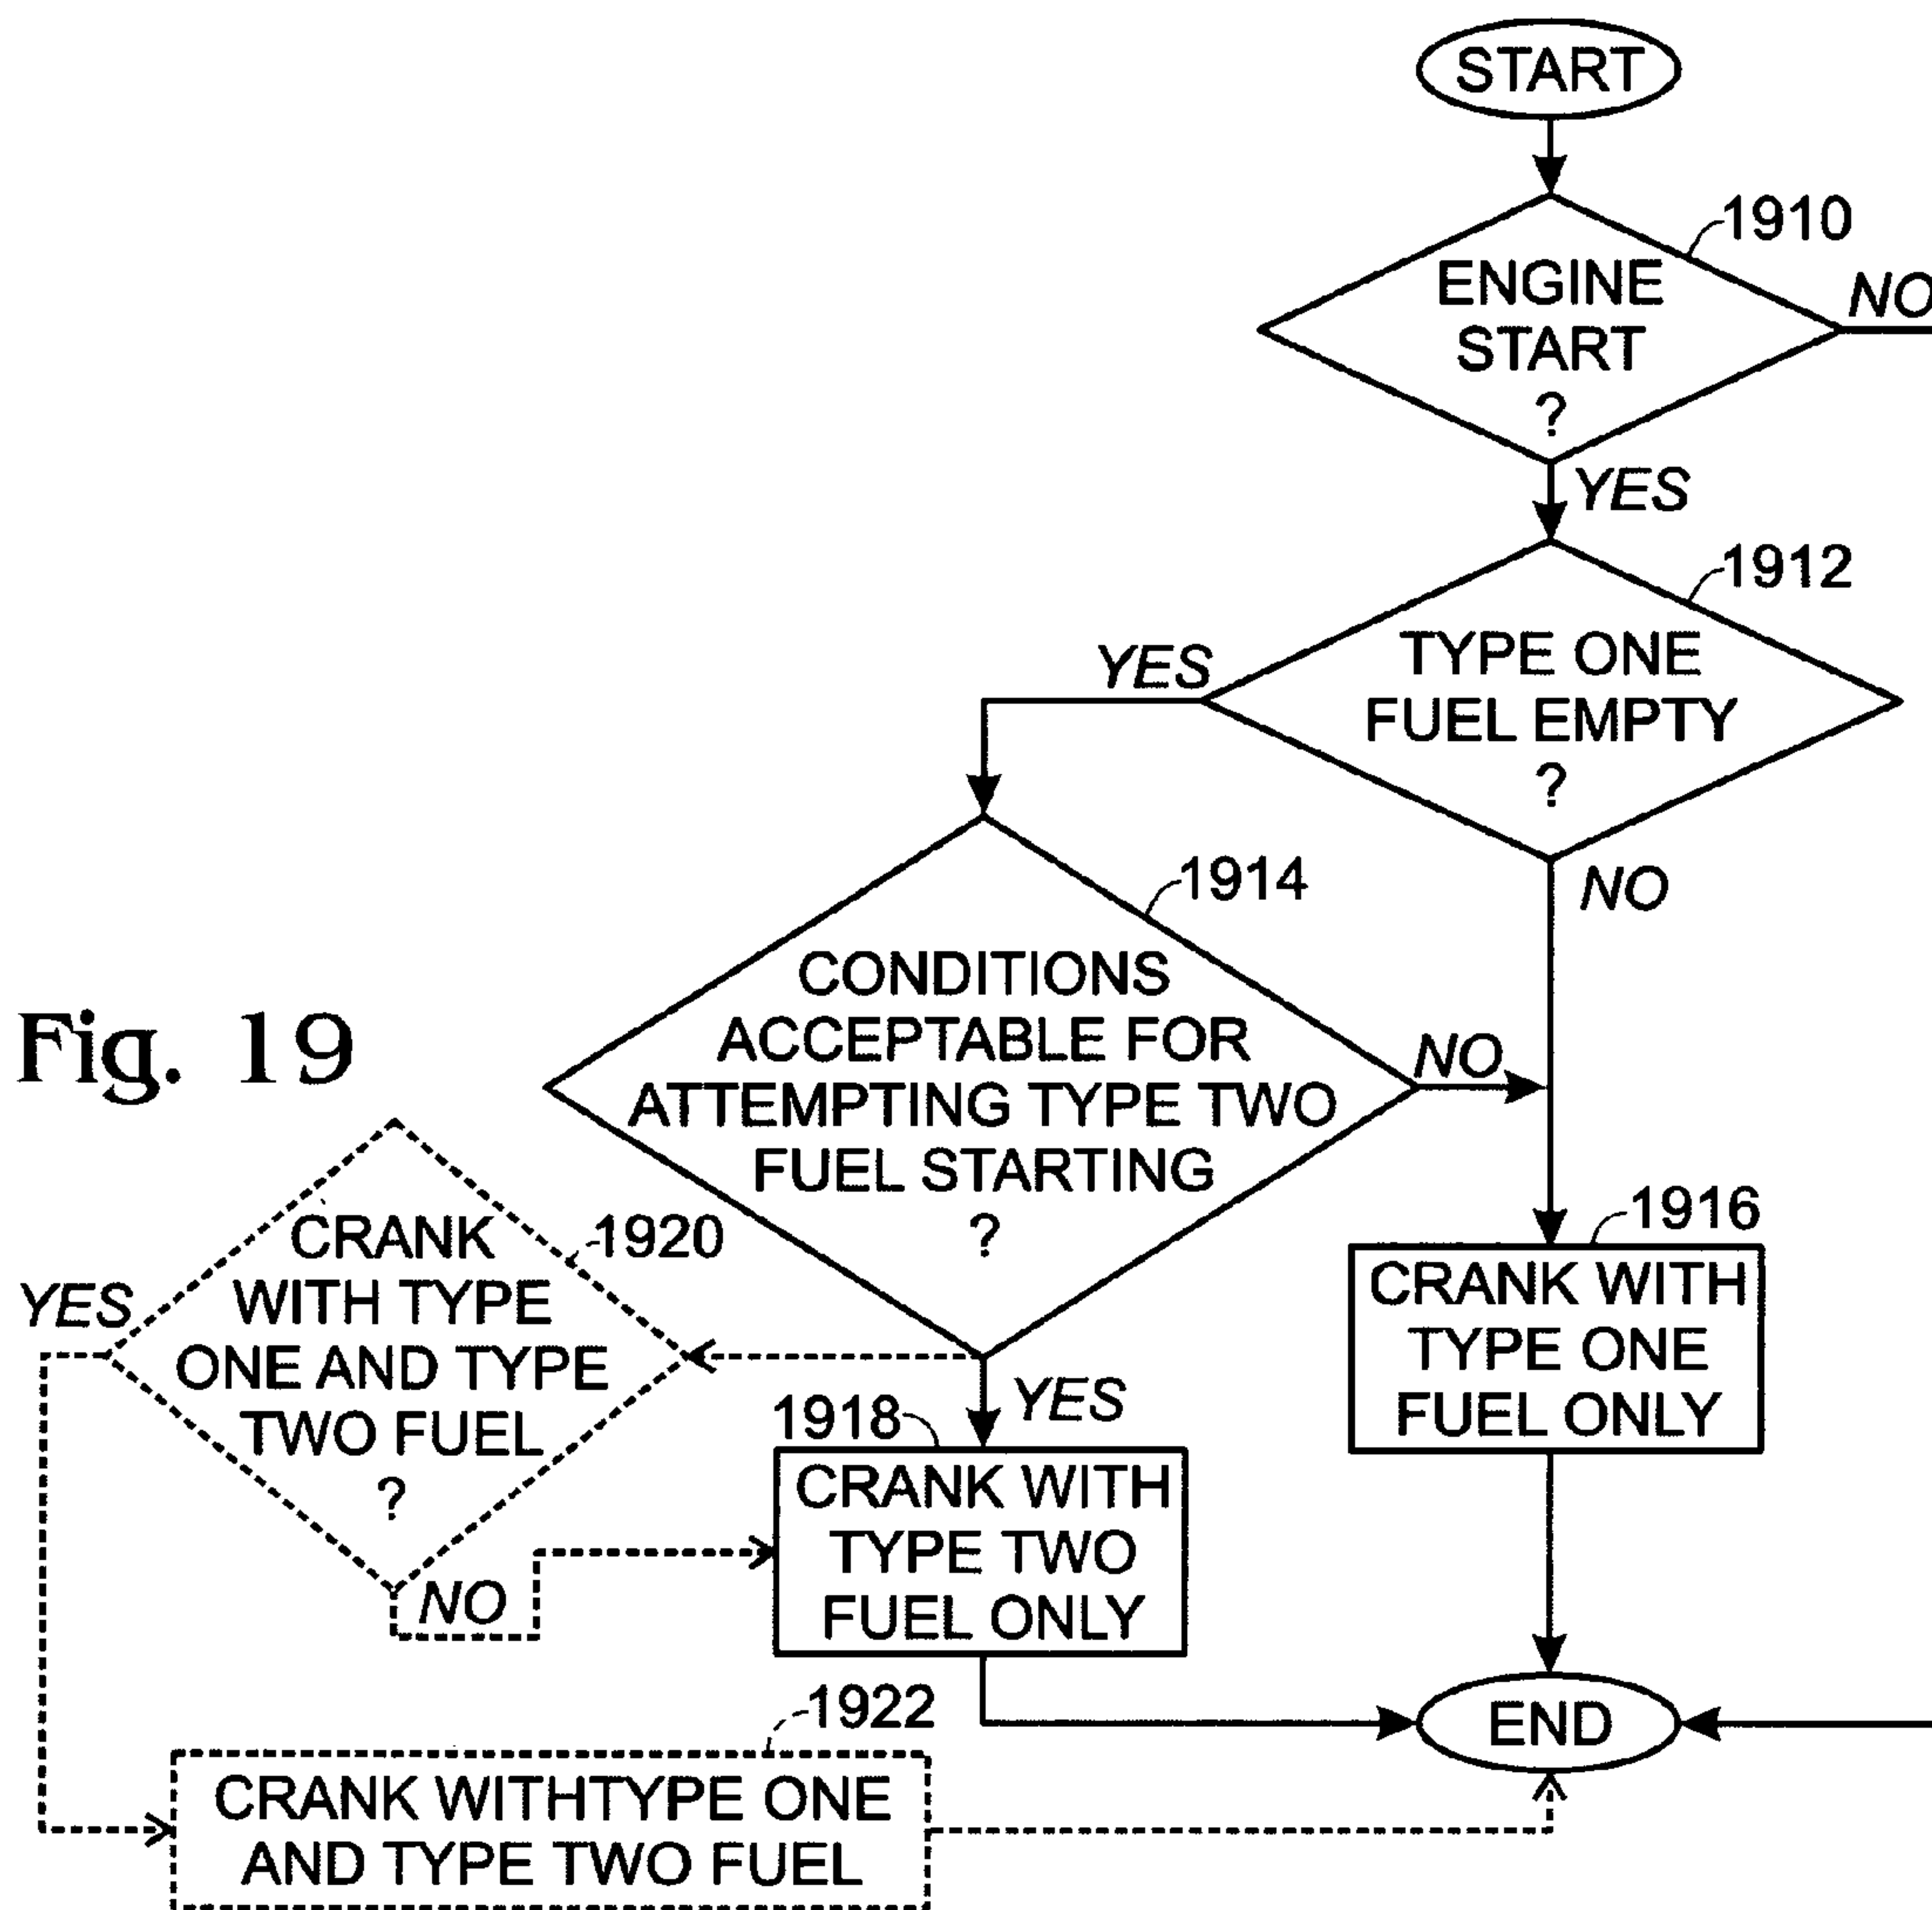 START
1910
ENGINE
START
?
NO
YES
1912
TYPE ONE
FUEL EMPTY
?
YES
NO
1914
CONDITIONS
ACCEPTABLE FOR
ATTEMPTING TYPE TWO
FUEL STARTING
?
NO
Fig. 19
1916
CRANK WITH
TYPE ONE
FUEL ONLY
1920
CRANK
WITH TYPE
ONE AND TYPE
TWO FUEL
?
YES
YES
1918
CRANK WITH
TYPE TWO
FUEL ONLY
NO
1922
CRANK WITHTYPE ONE
AND TYPE TWO FUEL
END